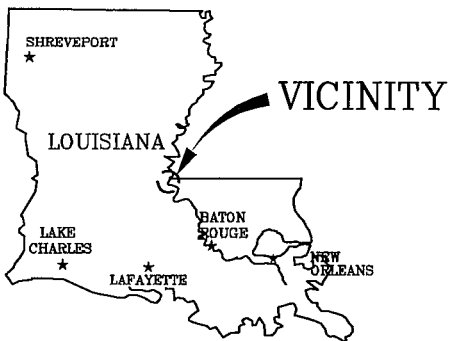 SHREVEPORT
VICINITY
LOUISIANA
BATON
ROUGE
LAKE
CHARLES
LAFAYETTE
NEW
ORLEANS